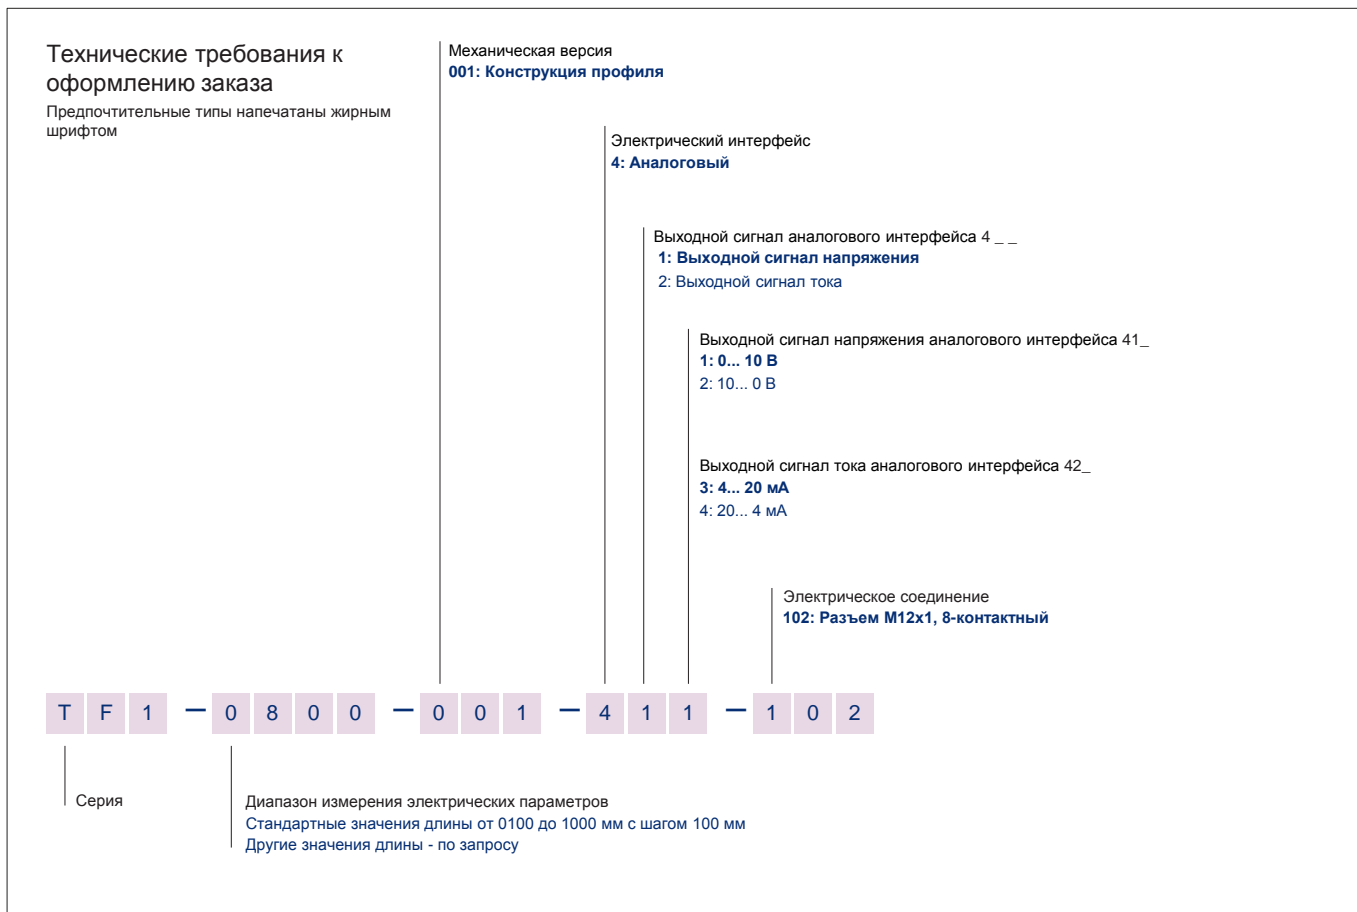 Технические требования к
оформлению заказа
Предпочтительные типы напечатаны жирным
шрифтом
Механическая версия
001: Конструкция профиля
Электрический интерфейс
4: Аналоговый
Выходной сигнал аналогового интерфейса 4 _ _
1: Выходной сигнал напряжения
2: Выходной сигнал тока
Выходной сигнал напряжения аналогового интерфейса 41_
1: 0... 10 В
2: 10... 0 В
Выходной сигнал тока аналогового интерфейса 42_
3: 4... 20 мА
4: 20... 4 мА
Электрическое соединение
102: Разъем M12x1, 8-контактный
T F 1 – 0 8 0 0 – 0 0 1 – 4 1 1 – 1 0 2
Серия
Диапазон измерения электрических параметров
Стандартные значения длины от 0100 до 1000 мм с шагом 100 мм
Другие значения длины - по запросу